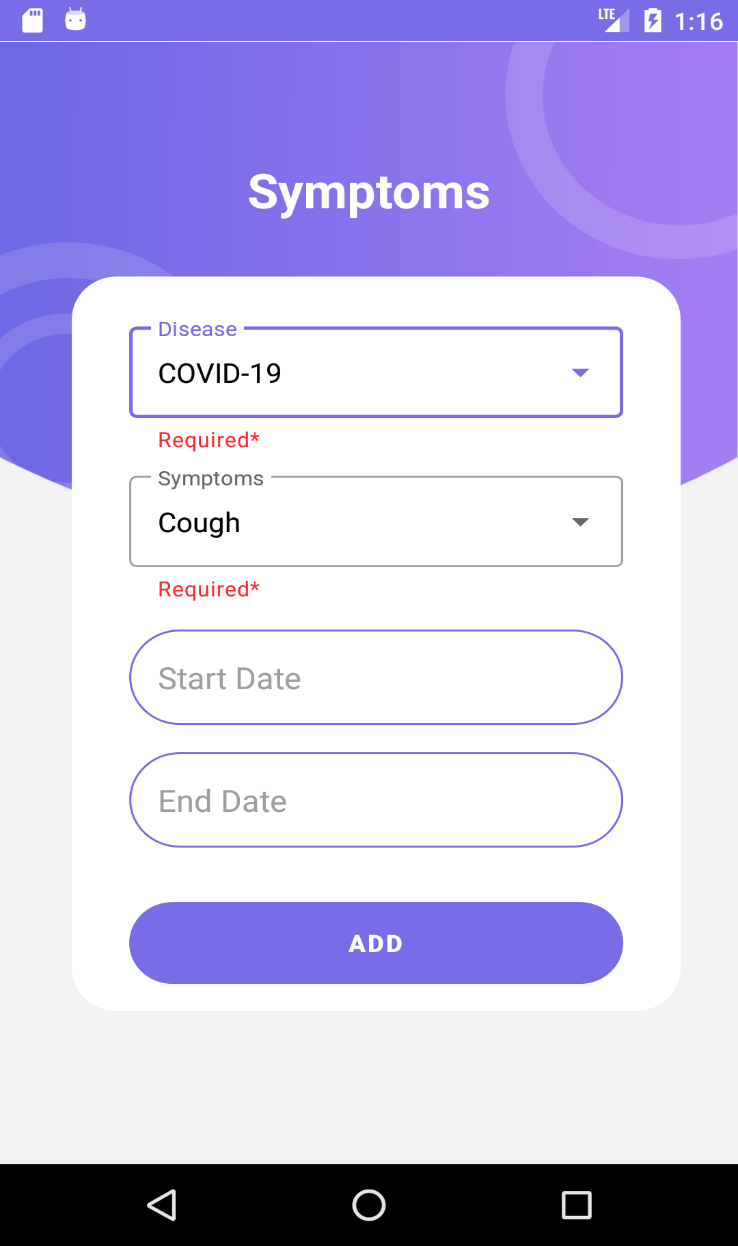 LTE 1:16
Symptoms
Disease
COVID-19
Required*
Symptoms
Cough
Required*
Start Date
End Date
ADD